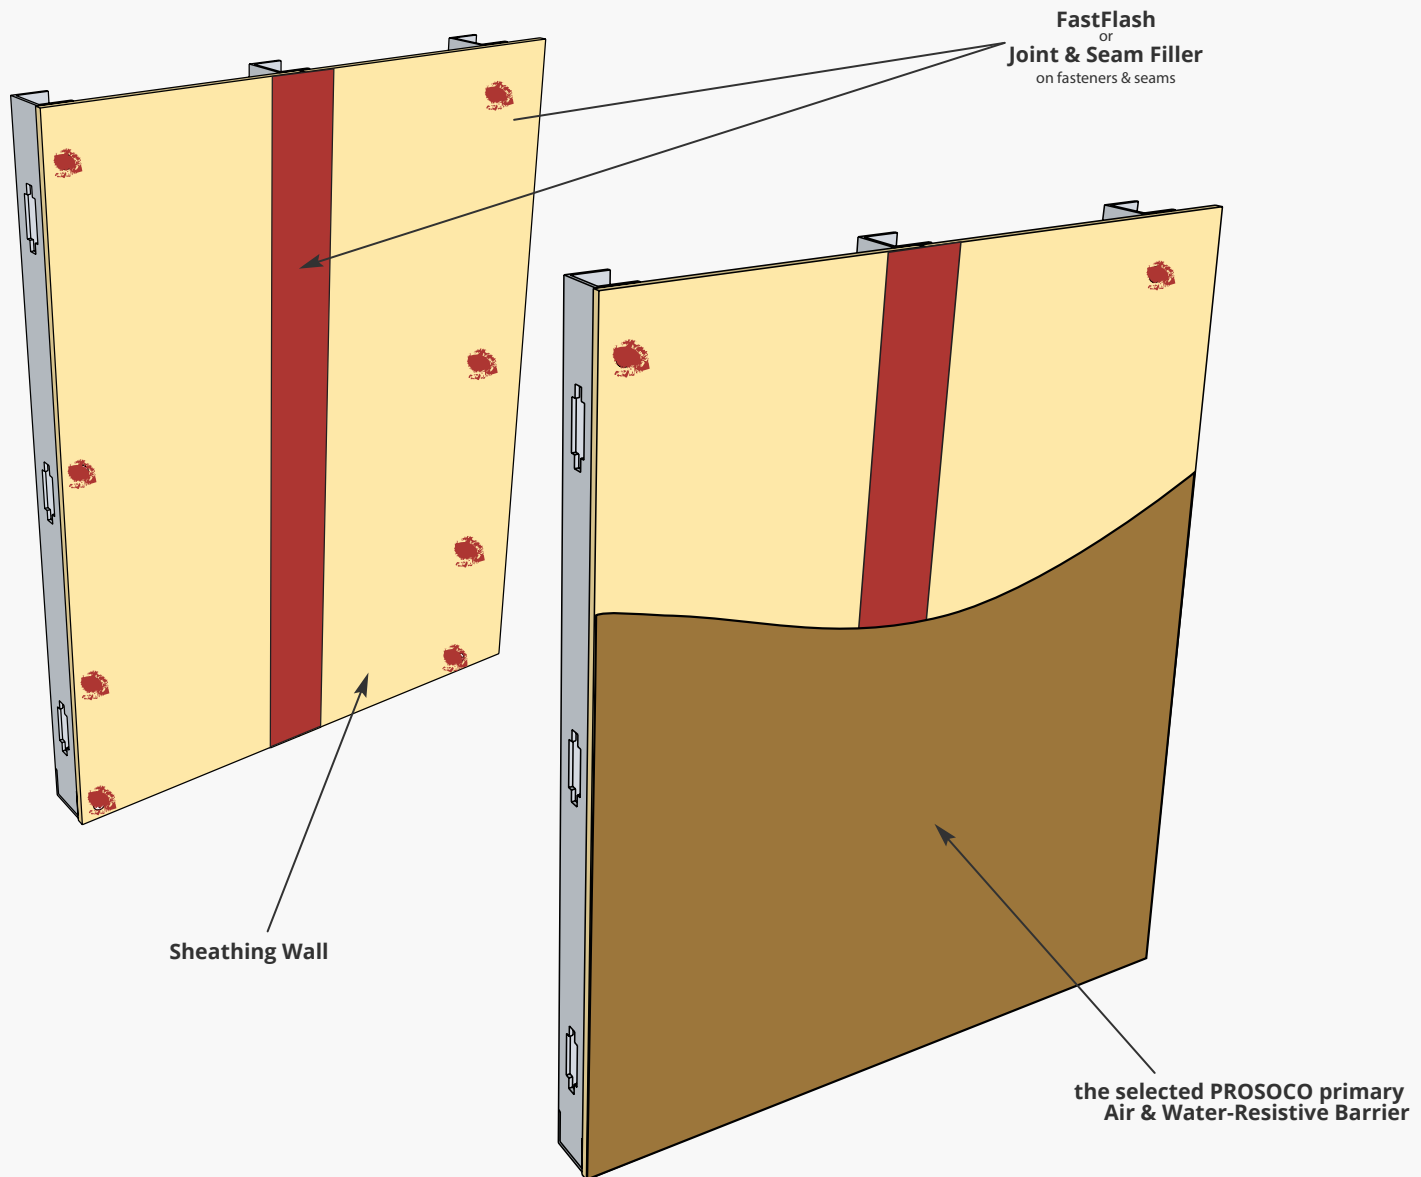 FastFlash
or
Joint & Seam Filler
on fasteners & seams
Sheathing Wall
the selected PROSOCO primary
Air & Water-Resistive Barrier